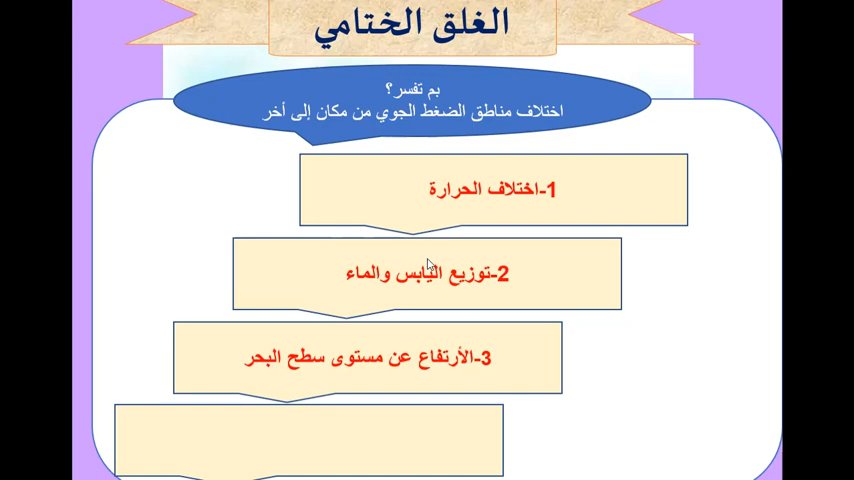 الغلق الختامي
بم تفسر؟
اختلاف مناطق الضغط الجوي من مكان إلى أخر
1-اختلاف الحرارة
2-توزيع اليابس والماء
3-الأرتفاع عن مستوى سطح البحر